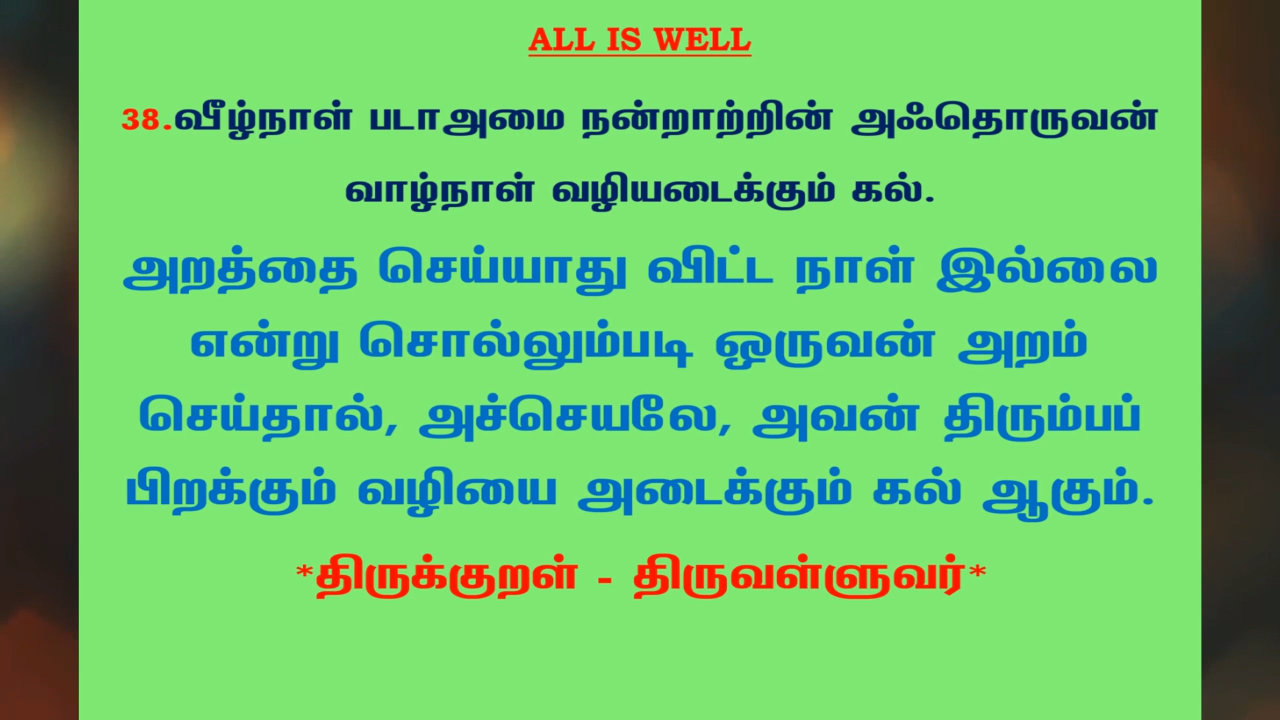 ALL IS WELL
38.வீழ்நாள் படாஅமை நன்றாற்றின் அஃதொருவன்
வாழ்நாள் வழியடைக்கும் கல்.
அறத்தை செய்யாது விட்ட நாள் இல்லை
என்று சொல்லும்படி ஒருவன் அறம்
செய்தால், அச்செயலே, அவன் திரும்பப்
பிறக்கும் வழியை அடைக்கும் கல் ஆகும்.
*திருக்குறள் - திருவள்ளுவர்*